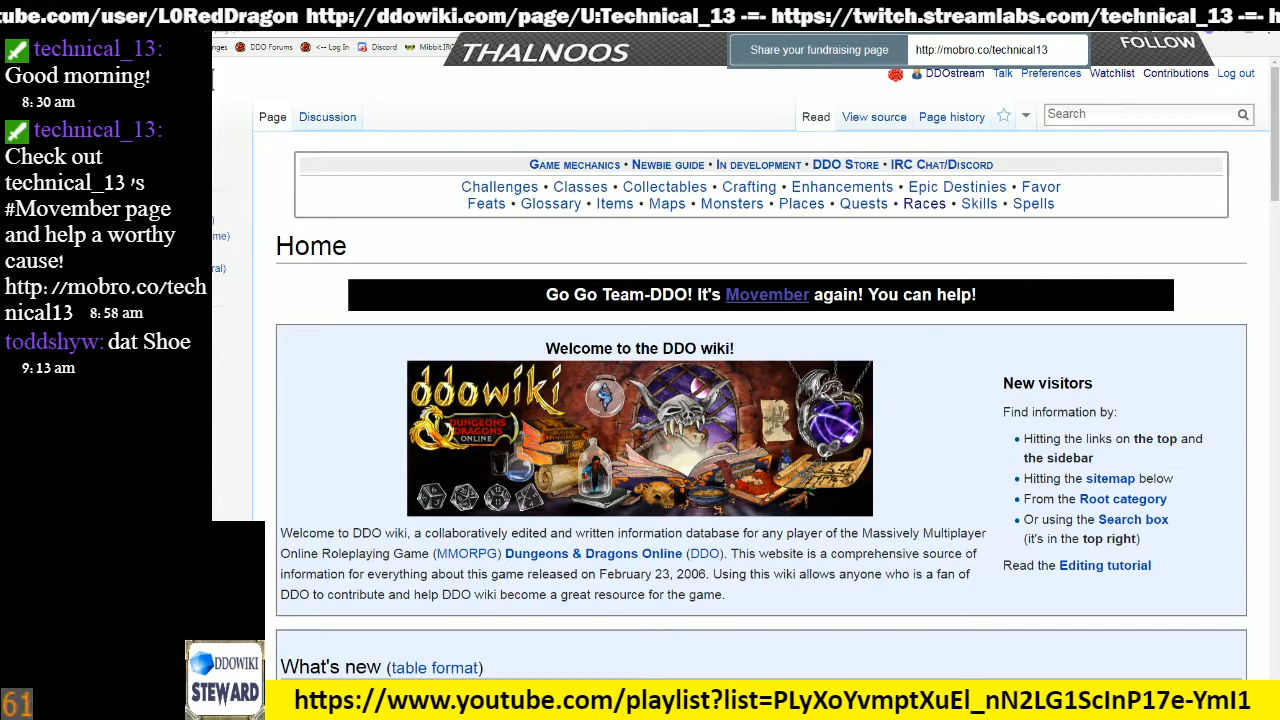 ube.com/user/L0RedDragon http://ddowiki.com/page/U:Technical_13 -=- https://twitch.streamlabs.com/technical_13 -=- h
technical_13:
Good morning!
8:30 am
technical_13:
Check out
technical_13 's
#Movember page
and help a worthy
cause!
http://mobro.co/tech
nical13 8:58 am
toddshyw: dat Shoe
9:13 am
nges DDO Forums <-- Log In Discord Mibbit IR
THALNOOS
Share your fundraising page http://mobro.co/technical13
FOLLOW
DDOstream Talk Preferences Watchlist Contributions Log out
Page Discussion Read View source Page history Search
me)
ral)
GAME MECHANICS • NEWBIE GUIDE • IN DEVELOPMENT • DDO STORE • IRC CHAT/DISCORD
Challenges • Classes • Collectables • Crafting • Enhancements • Epic Destinies • Favor
Feats • Glossary • Items • Maps • Monsters • Places • Quests • Races • Skills • Spells
Home
Go Go Team-DDO! It's Movember again! You can help!
Welcome to the DDO wiki!
ddowiki
DUNGEONS & DRAGONS
ONLINE
Welcome to DDO wiki, a collaboratively edited and written information database for any player of the Massively Multiplayer
Online Roleplaying Game (MMORPG) Dungeons & Dragons Online (DDO). This website is a comprehensive source of
information for everything about this game released on February 23, 2006. Using this wiki allows anyone who is a fan of
DDO to contribute and help DDO wiki become a great resource for the game.
New visitors
Find information by:
• Hitting the links on the top and
the sidebar
• Hitting the sitemap below
• From the Root category
• Or using the Search box
(it's in the top right)
Read the Editing tutorial
What's new (table format)
DDOWIKI
STEWARD
61
https://www.youtube.com/playlist?list=PLyXoYvmptXuEl_nN2LG1ScInP17e-YmI1